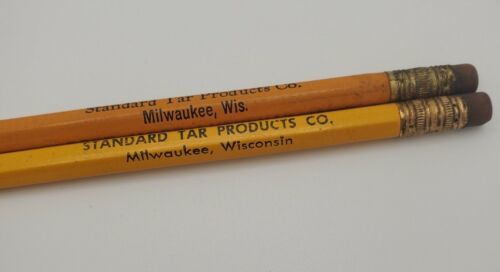 Standard Tar Products Co.
Milwaukee, Wis.
STANDARD TAR PRODUCTS CO.
Milwaukee, Wisconsin